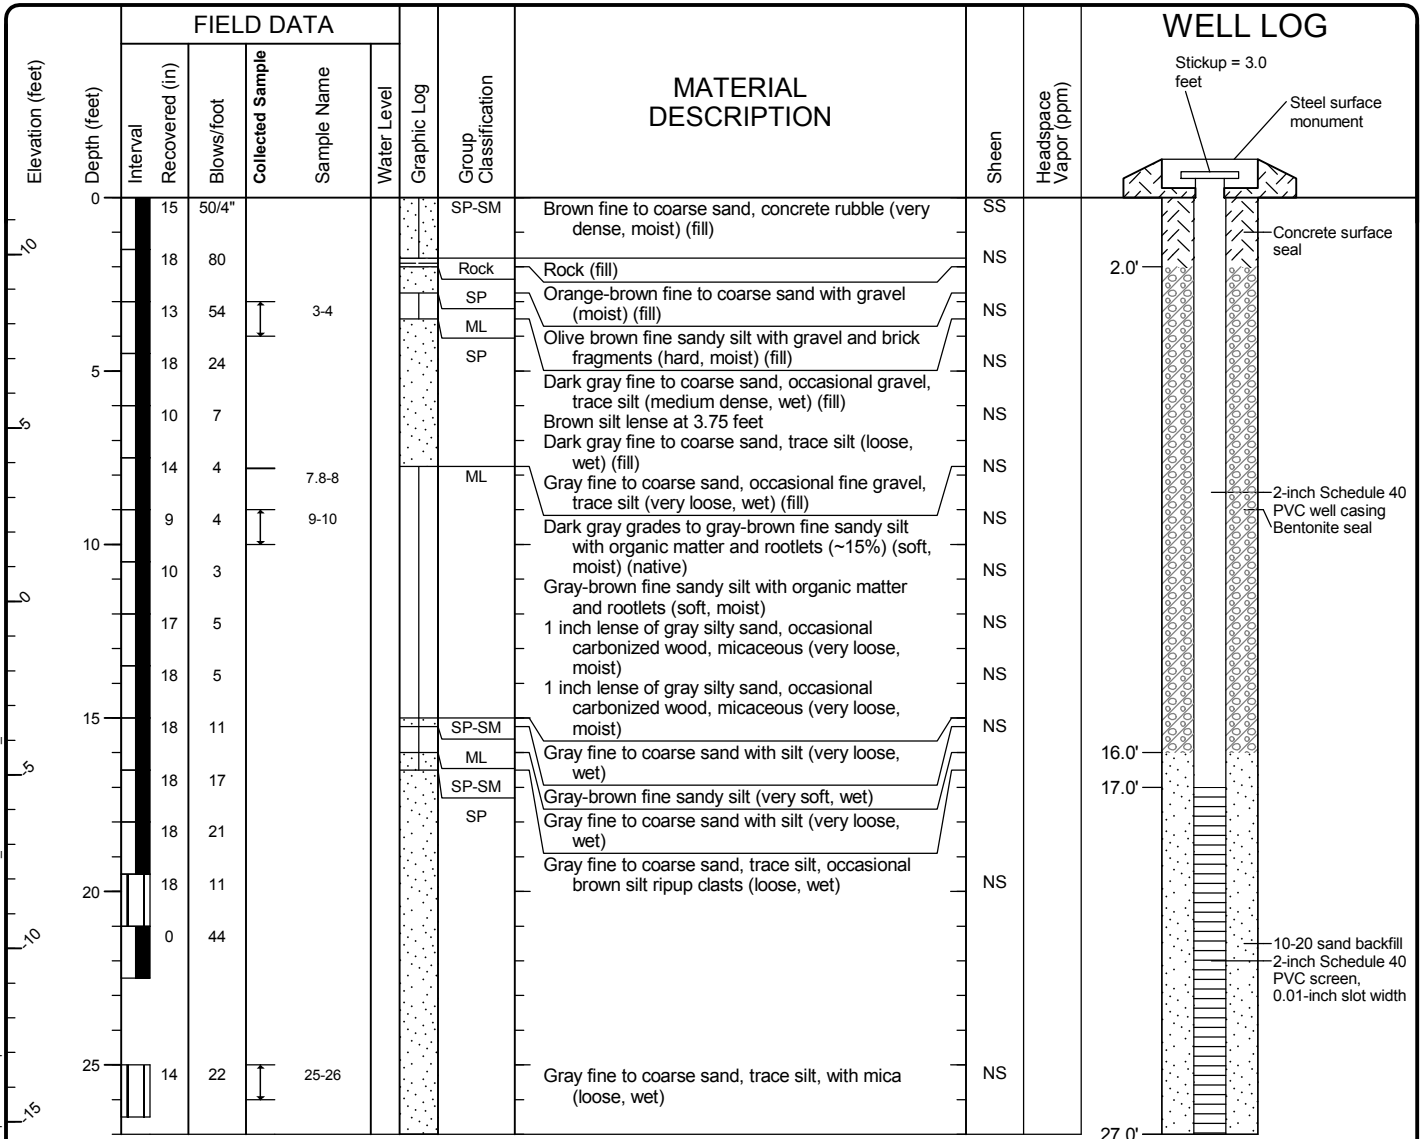 FIELD DATA
WELL LOG
Elevation (feet)
Depth (feet)
Interval
Recovered (in)
Blows/foot
Collected Sample
Sample Name
Water Level
Graphic Log
Group
Classification
MATERIAL
DESCRIPTION
Sheen
Headspace
Vapor (ppm)
Stickup = 3.0
feet
Steel surface
monument
0
15 50/4"
SP-SM
Brown fine to coarse sand, concrete rubble (very
dense, moist) (fill)
SS
Concrete surface
seal
10
18 80
NS
2.0'
Rock
Rock (fill)
SP
Orange-brown fine to coarse sand with gravel
(moist) (fill)
13 54
3-4
NS
ML
Olive brown fine sandy silt with gravel and brick
fragments (hard, moist) (fill)
SP
5
18 24
NS
Dark gray fine to coarse sand, occasional gravel,
trace silt (medium dense, wet) (fill)
Brown silt lense at 3.75 feet
5
10 7
NS
Dark gray fine to coarse sand, trace silt (loose,
wet) (fill)
14 4
7.8-8
NS
ML
Gray fine to coarse sand, occasional fine gravel,
trace silt (very loose, wet) (fill)
2-inch Schedule 40
PVC well casing
Bentonite seal
9 4
9-10
NS
Dark gray grades to gray-brown fine sandy silt
with organic matter and rootlets (~15%) (soft,
moist) (native)
10
10 3
NS
Gray-brown fine sandy silt with organic matter
and rootlets (soft, moist)
0
17 5
NS
1 inch lense of gray silty sand, occasional
carbonized wood, micaceous (very loose,
moist)
18 5
NS
1 inch lense of gray silty sand, occasional
carbonized wood, micaceous (very loose,
moist)
15
18 11
SP-SM
NS
Gray fine to coarse sand with silt (very loose,
wet)
ML
16.0'
-5
18 17
SP-SM
17.0'
Gray-brown fine sandy silt (very soft, wet)
SP
Gray fine to coarse sand with silt (very loose,
wet)
18 21
Gray fine to coarse sand, trace silt, occasional
brown silt ripup clasts (loose, wet)
20
18 11
NS
-10
0 44
10-20 sand backfill
2-inch Schedule 40
PVC screen,
0.01-inch slot width
25
14 22
25-26
Gray fine to coarse sand, trace silt, with mica
(loose, wet)
NS
-15
27.0'